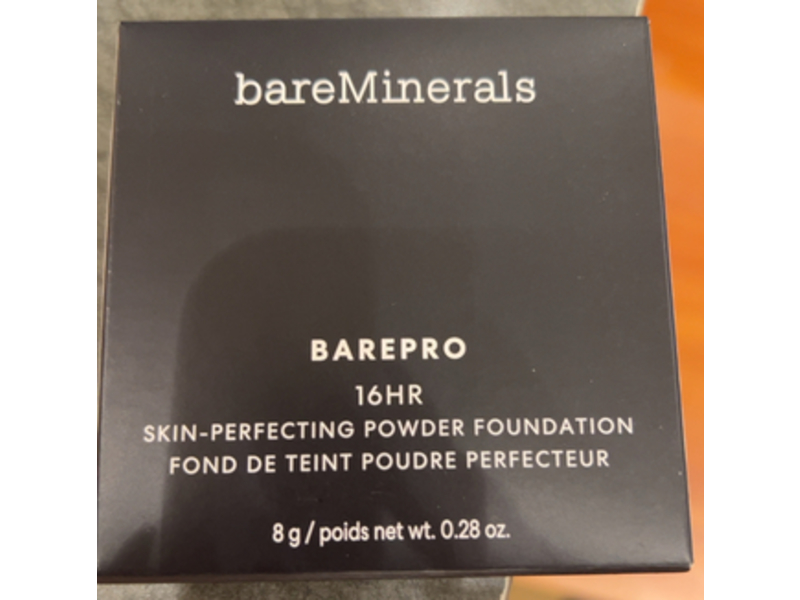 bareMinerals
BAREPRO
16HR
SKIN-PERFECTING POWDER FOUNDATION
FOND DE TEINT POUDRE PERFECTEUR
8 g / poids net wt. 0.28 oz.